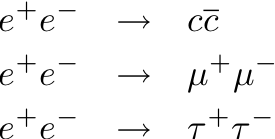 e⁺e⁻ → cc̅
e⁺e⁻ → μ⁺μ⁻
e⁺e⁻ → τ⁺τ⁻